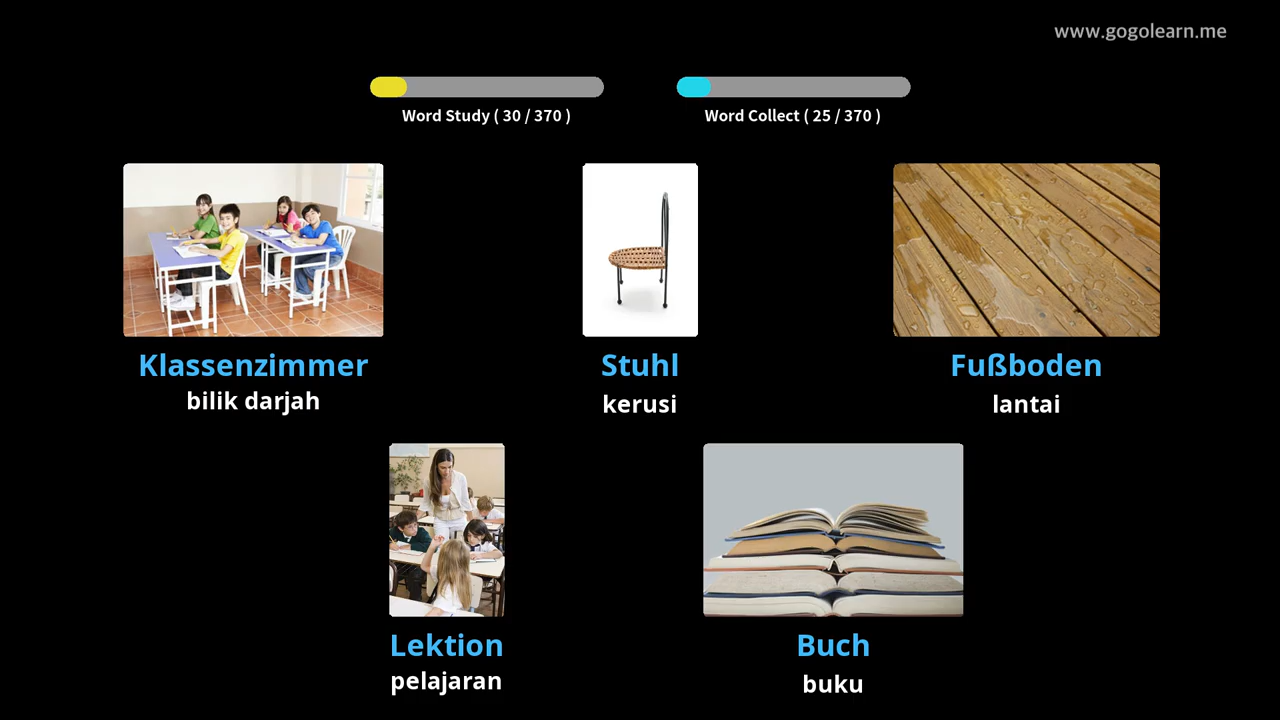 www.gogolearn.me
Word Study ( 30 / 370 )
Word Collect ( 25 / 370 )
Klassenzimmer
bilik darjah
Stuhl
kerusi
Fußboden
lantai
Lektion
pelajaran
Buch
buku